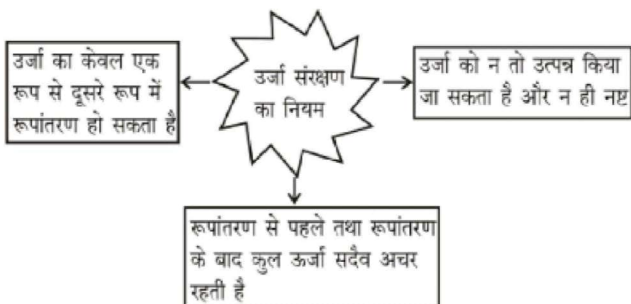 उर्जा का केवल एक
रूप से दूसरे रूप में
रूपांतरण हो सकता है
उर्जा संरक्षण
का नियम
उर्जा को न तो उत्पन्न किया
जा सकता है और न ही नष्ट
रूपांतरण से पहले तथा रूपांतरण
के बाद कुल ऊर्जा सदैव अचर
रहती है